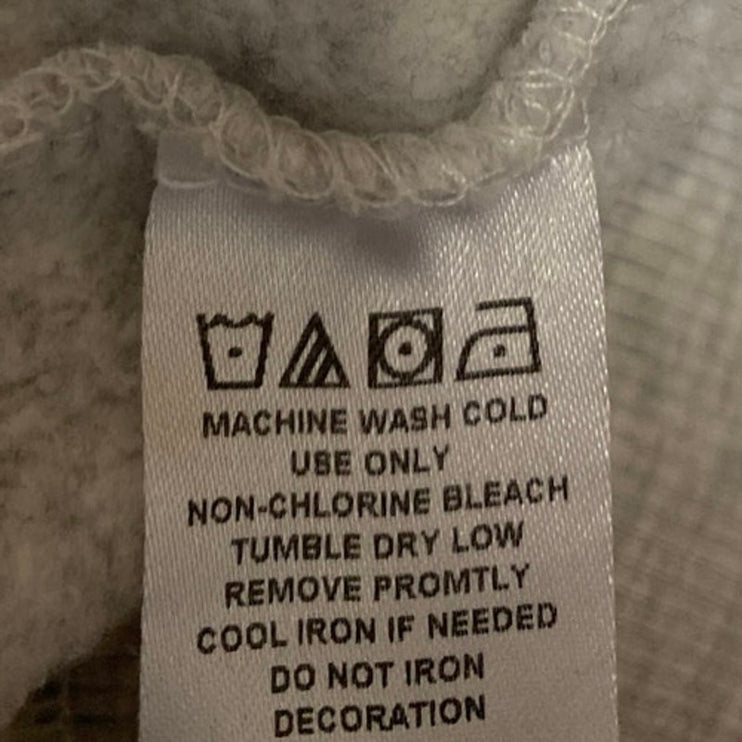 MACHINE WASH COLD
USE ONLY
NON-CHLORINE BLEACH
TUMBLE DRY LOW
REMOVE PROMTLY
COOL IRON IF NEEDED
DO NOT IRON
DECORATION